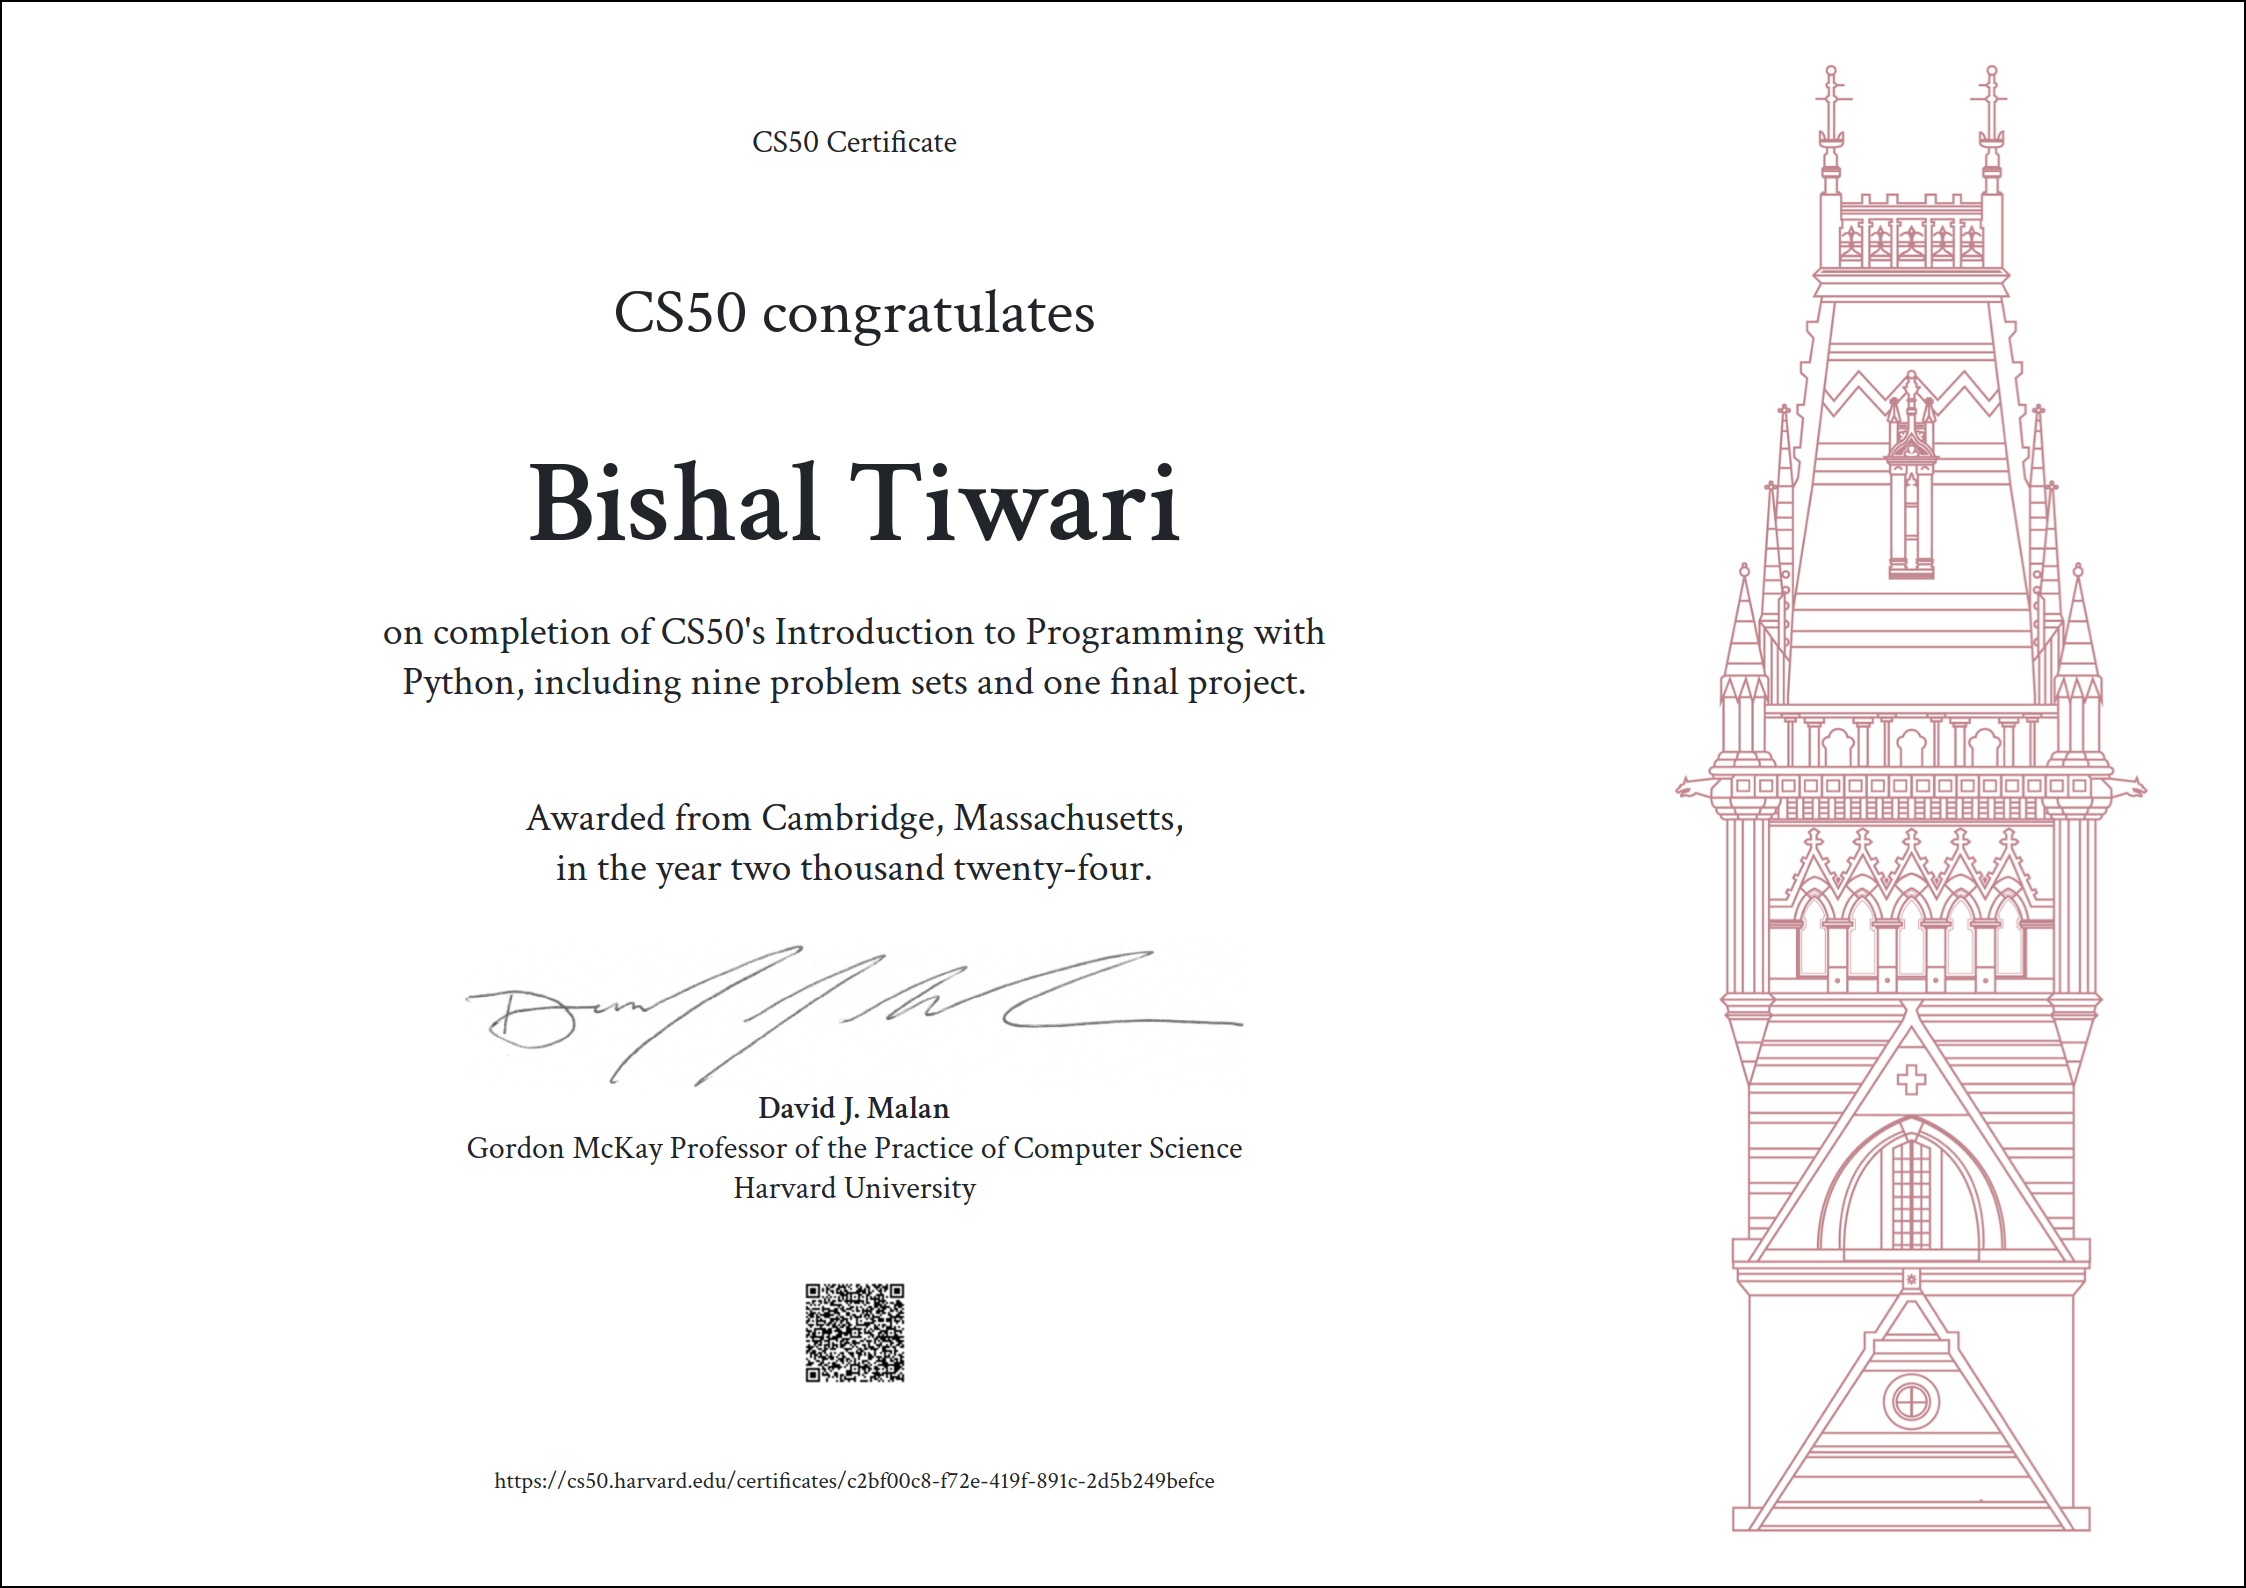 CS50 Certificate
CS50 congratulates
Bishal Tiwari
on completion of CS50's Introduction to Programming with
Python, including nine problem sets and one final project.
Awarded from Cambridge, Massachusetts,
in the year two thousand twenty-four.
David J. Malan
Gordon McKay Professor of the Practice of Computer Science
Harvard University
https://cs50.harvard.edu/certificates/c2bf00c8-f72e-419f-891c-2d5b249befce